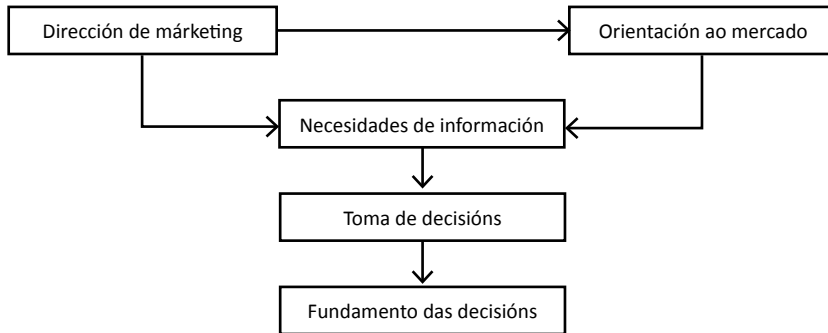 Dirección de márketing
Orientación ao mercado
Necesidades de información
Toma de decisións
Fundamento das decisións